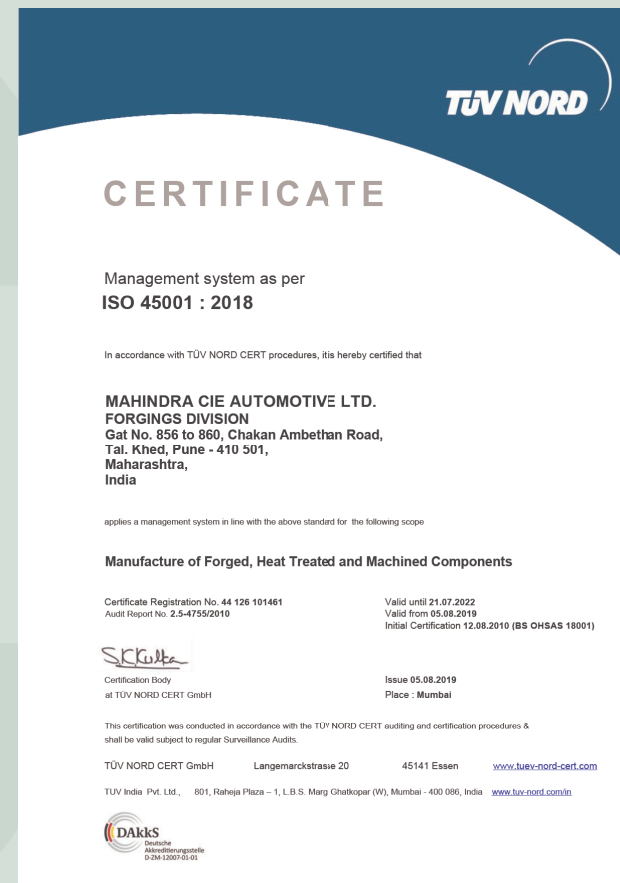 TÜV NORD
CERTIFICATE
Management system as per
ISO 45001 : 2018
In accordance with TÜV NORD CERT procedures, itis hereby certified that
MAHINDRA CIE AUTOMOTIVE LTD.
FORGINGS DIVISION
Gat No. 856 to 860, Chakan Ambethan Road,
Tal. Khed, Pune - 410 501,
Maharashtra,
India
applies a management system in line with the above standard for the following scope
Manufacture of Forged, Heat Treated and Machined Components
Certificate Registration No. 44 126 101461
Audit Report No. 2.5-4755/2010
Valid until 21.07.2022
Valid from 05.08.2019
Initial Certification 12.08.2010 (BS OHSAS 18001)
Certification Body
at TÜV NORD CERT GmbH
Issue 05.08.2019
Place : Mumbai
This certification was conducted in accordance with the TÜV NORD CERT auditing and certification procedures &
shall be valid subject to regular Surveillance Audits.
TÜV NORD CERT GmbH Langemarckstrasse 20 45141 Essen www.tuev-nord-cert.com
TUV India Pvt. Ltd., 801, Raheja Plaza – 1, L.B.S. Marg Ghatkopar (W), Mumbai - 400 086, India www.tuv-nord.com/in
DAkkS
Deutsche
Akkreditierungsstelle
D-ZM-12007-01-01